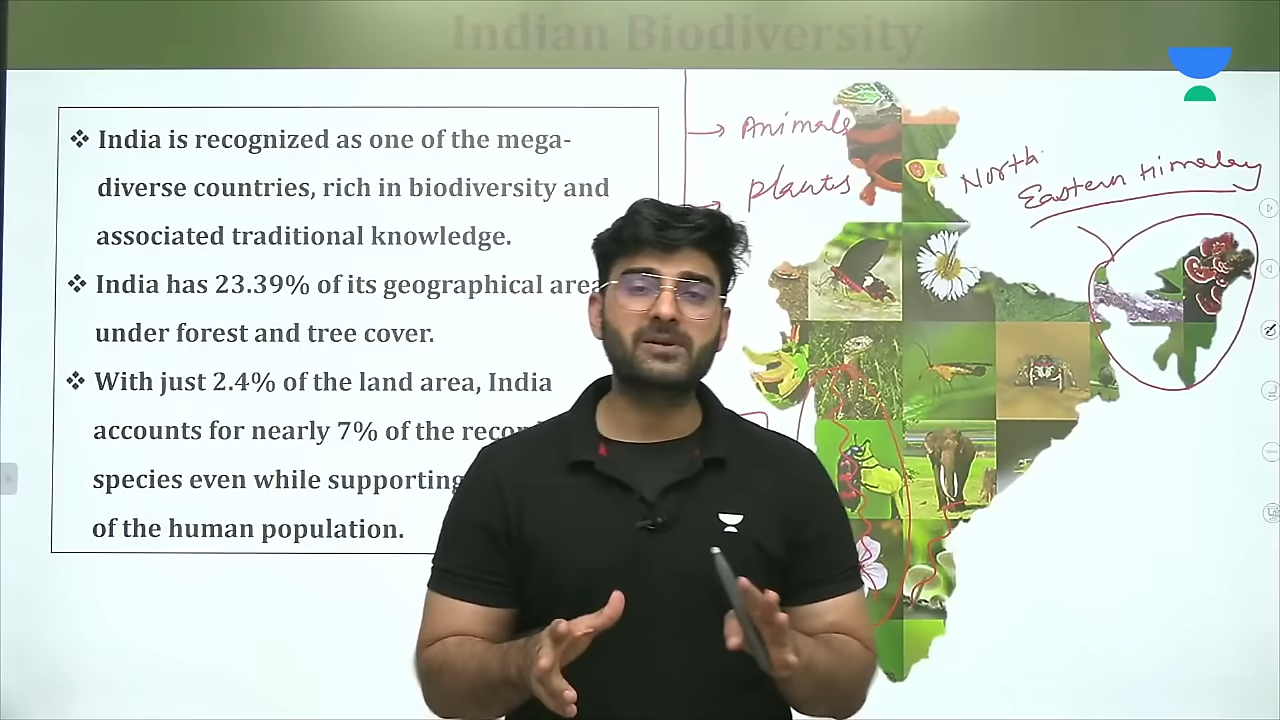 Indian Biodiversity
❖ India is recognized as one of the mega-
diverse countries, rich in biodiversity and
associated traditional knowledge.
❖ India has 23.39% of its geographical area
under forest and tree cover.
❖ With just 2.4% of the land area, India
accounts for nearly 7% of the
species even while supporting
of the human population.
→ Animals
→ plants
North
Eastern Himalay